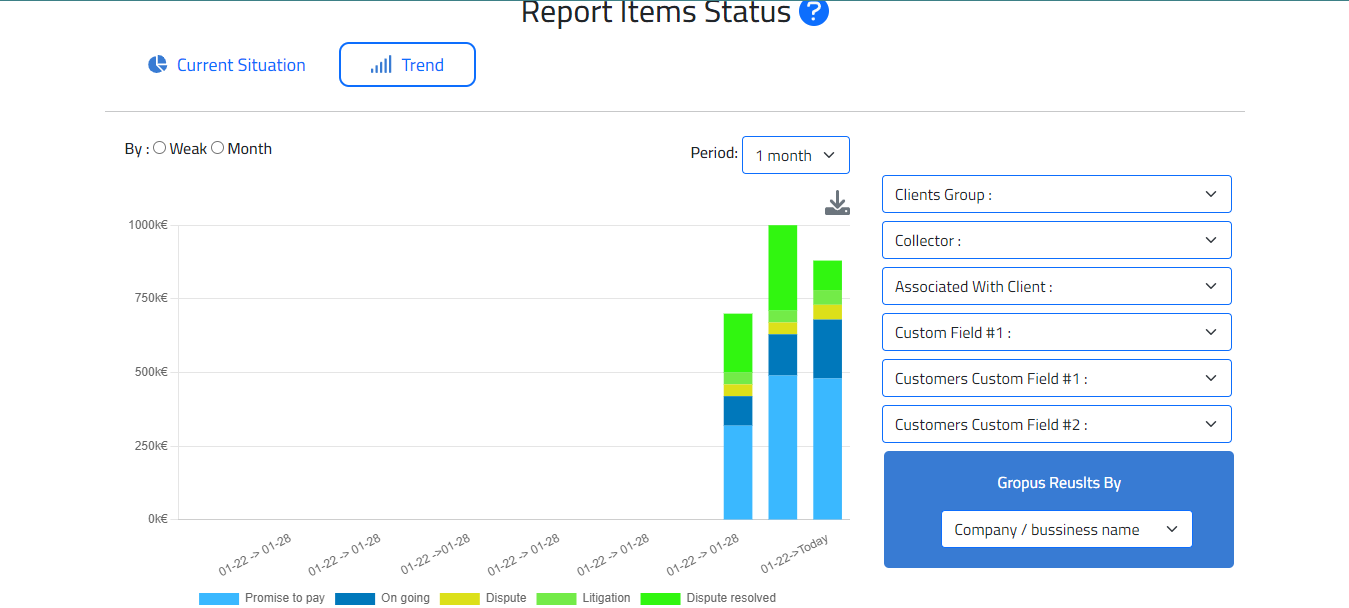 Report Items Status ?
Current Situation
Trend
By : Weak Month
Period: 1 month
Clients Group :
Collector :
Associated With Client :
Custom Field #1 :
Customers Custom Field #1 :
Customers Custom Field #2 :
Gropus Reuslts By
Company / bussiness name
1000k€
750k€
500k€
250k€
0k€
01-22 -> 01-28
01-22 -> 01-28
01-22 ->01-28
01-22 -> 01-28
01-22 -> 01-28
01-22 -> 01-28
01-22->Today
Promise to pay
On going
Dispute
Litigation
Dispute resolved